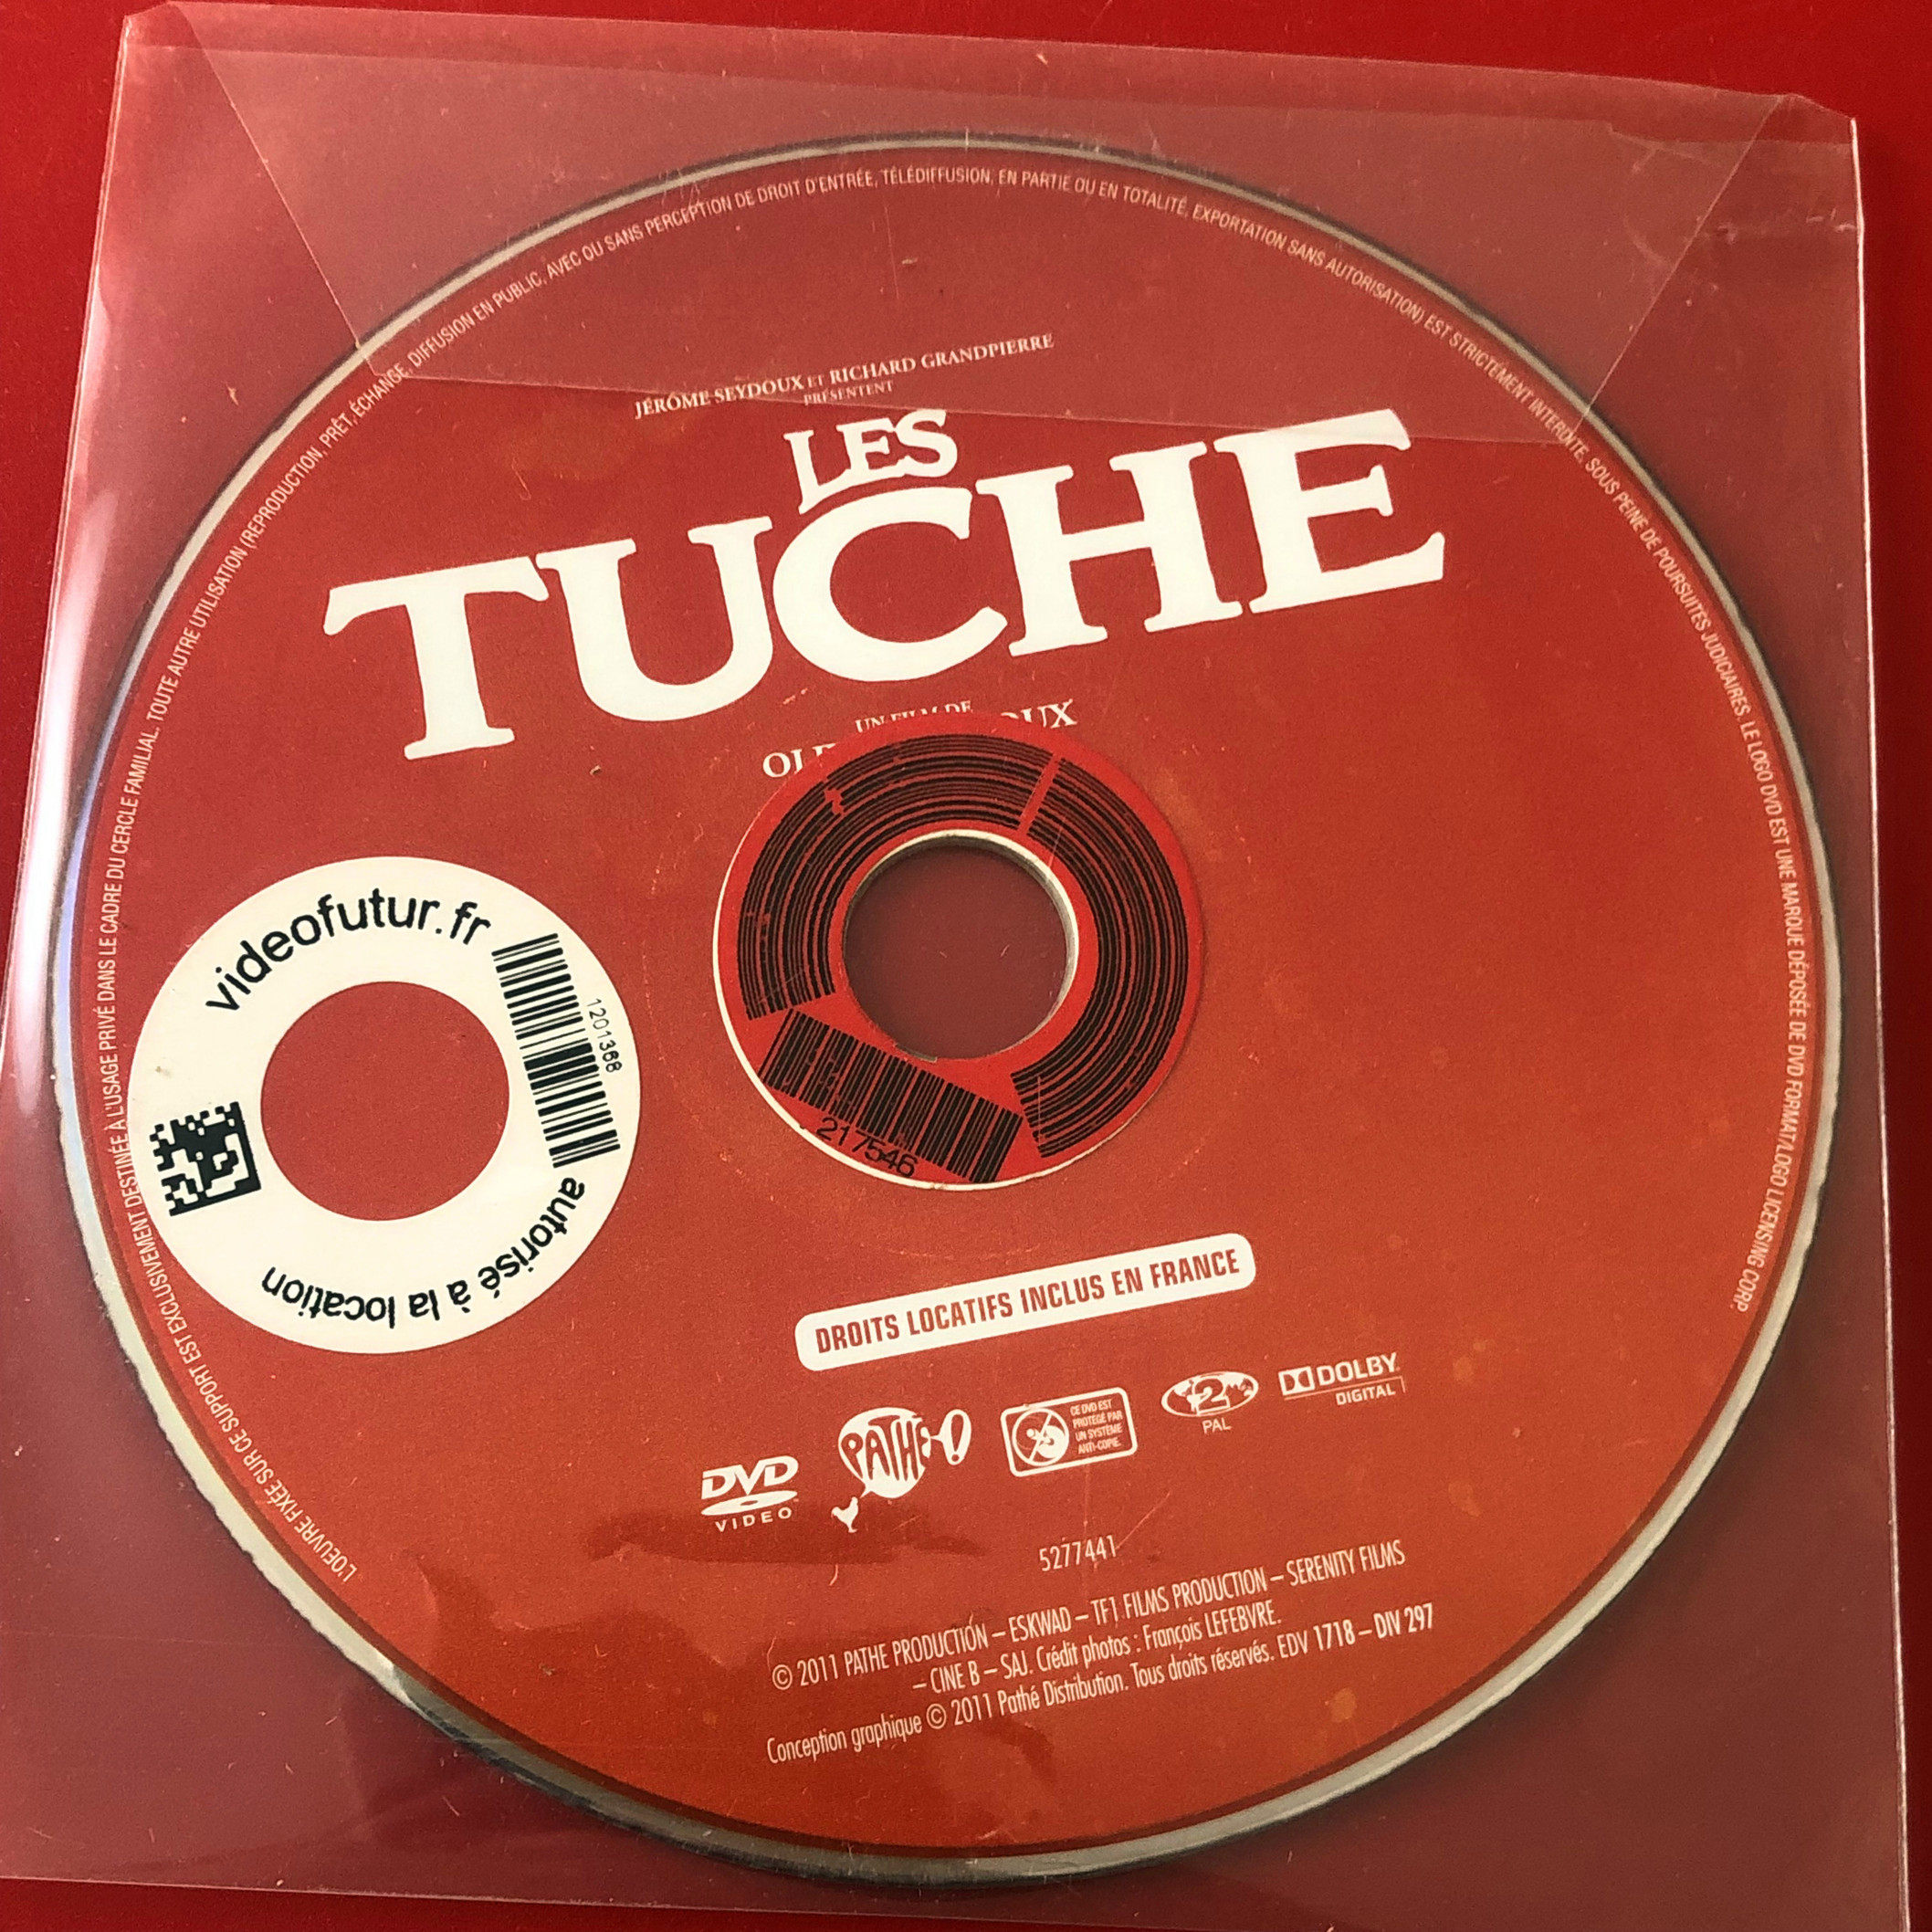 L'OEUVRE FIXÉE SUR CE SUPPORT EST EXCLUSIVEMENT DESTINÉE À L'USAGE PRIVÉ DANS LE CADRE DU CERCLE FAMILIAL. TOUTE AUTRE UTILISATION (REPRODUCTION, PRÊT, ÉCHANGE, DIFFUSION EN PUBLIC, AVEC OU SANS PERCEPTION DE DROIT D'ENTRÉE, TÉLÉDIFFUSION, EN PARTIE OU EN TOTALITÉ, EXPORTATION SANS AUTORISATION) EST STRICTEMENT INTERDITE, SOUS PEINE DE POURSUITES JUDICIAIRES. LE LOGO DVD EST UNE MARQUE DÉPOSÉE DE DVD FORMAT/LOGO LICENSING CORP.
JÉRÔME SEYDOUX ET RICHARD GRANDPIERRE
PRÉSENTENT
LES
TUCHE
UN FILM DE
videofutur.fr
1201368
autorisé à la location
217546
DROITS LOCATIFS INCLUS EN FRANCE
DVD
VIDEO
PATHE!
CE DVD EST
PROTÉGÉ PAR
UN SYSTÈME
ANTI-COPIE.
2
PAL
DOLBY
DIGITAL
5277441
© 2011 PATHE PRODUCTION – ESKWAD – TF1 FILMS PRODUCTION – SERENITY FILMS
– CINE B – SAJ. Crédit photos : François LEFEBVRE.
Conception graphique © 2011 Pathé Distribution. Tous droits réservés. EDV 1718 – DIV 297